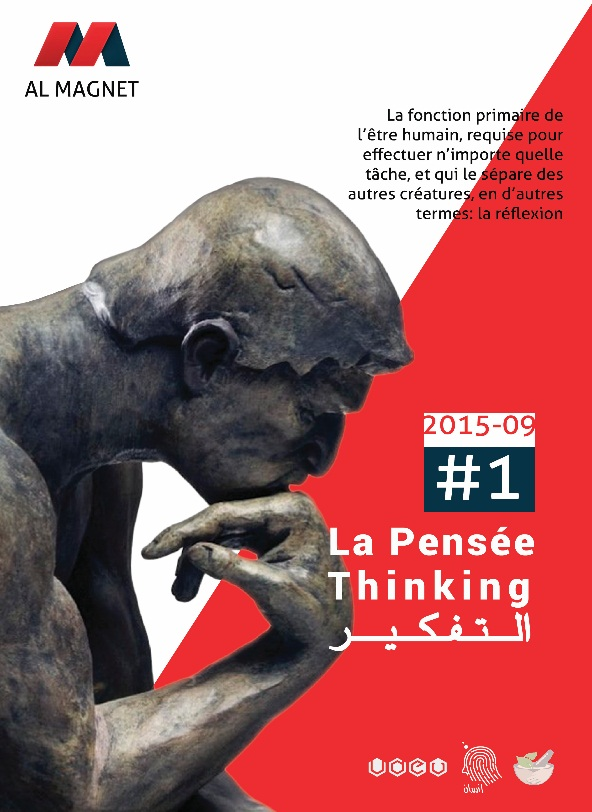 AL MAGNET
La fonction primaire de
l'être humain, requise pour
effectuer n'importe quelle
tâche, et qui le sépare des
autres créatures, en d'autres
termes: la réflexion
2015-09
#1
La Pensée
Thinking
التفكير
إنسان